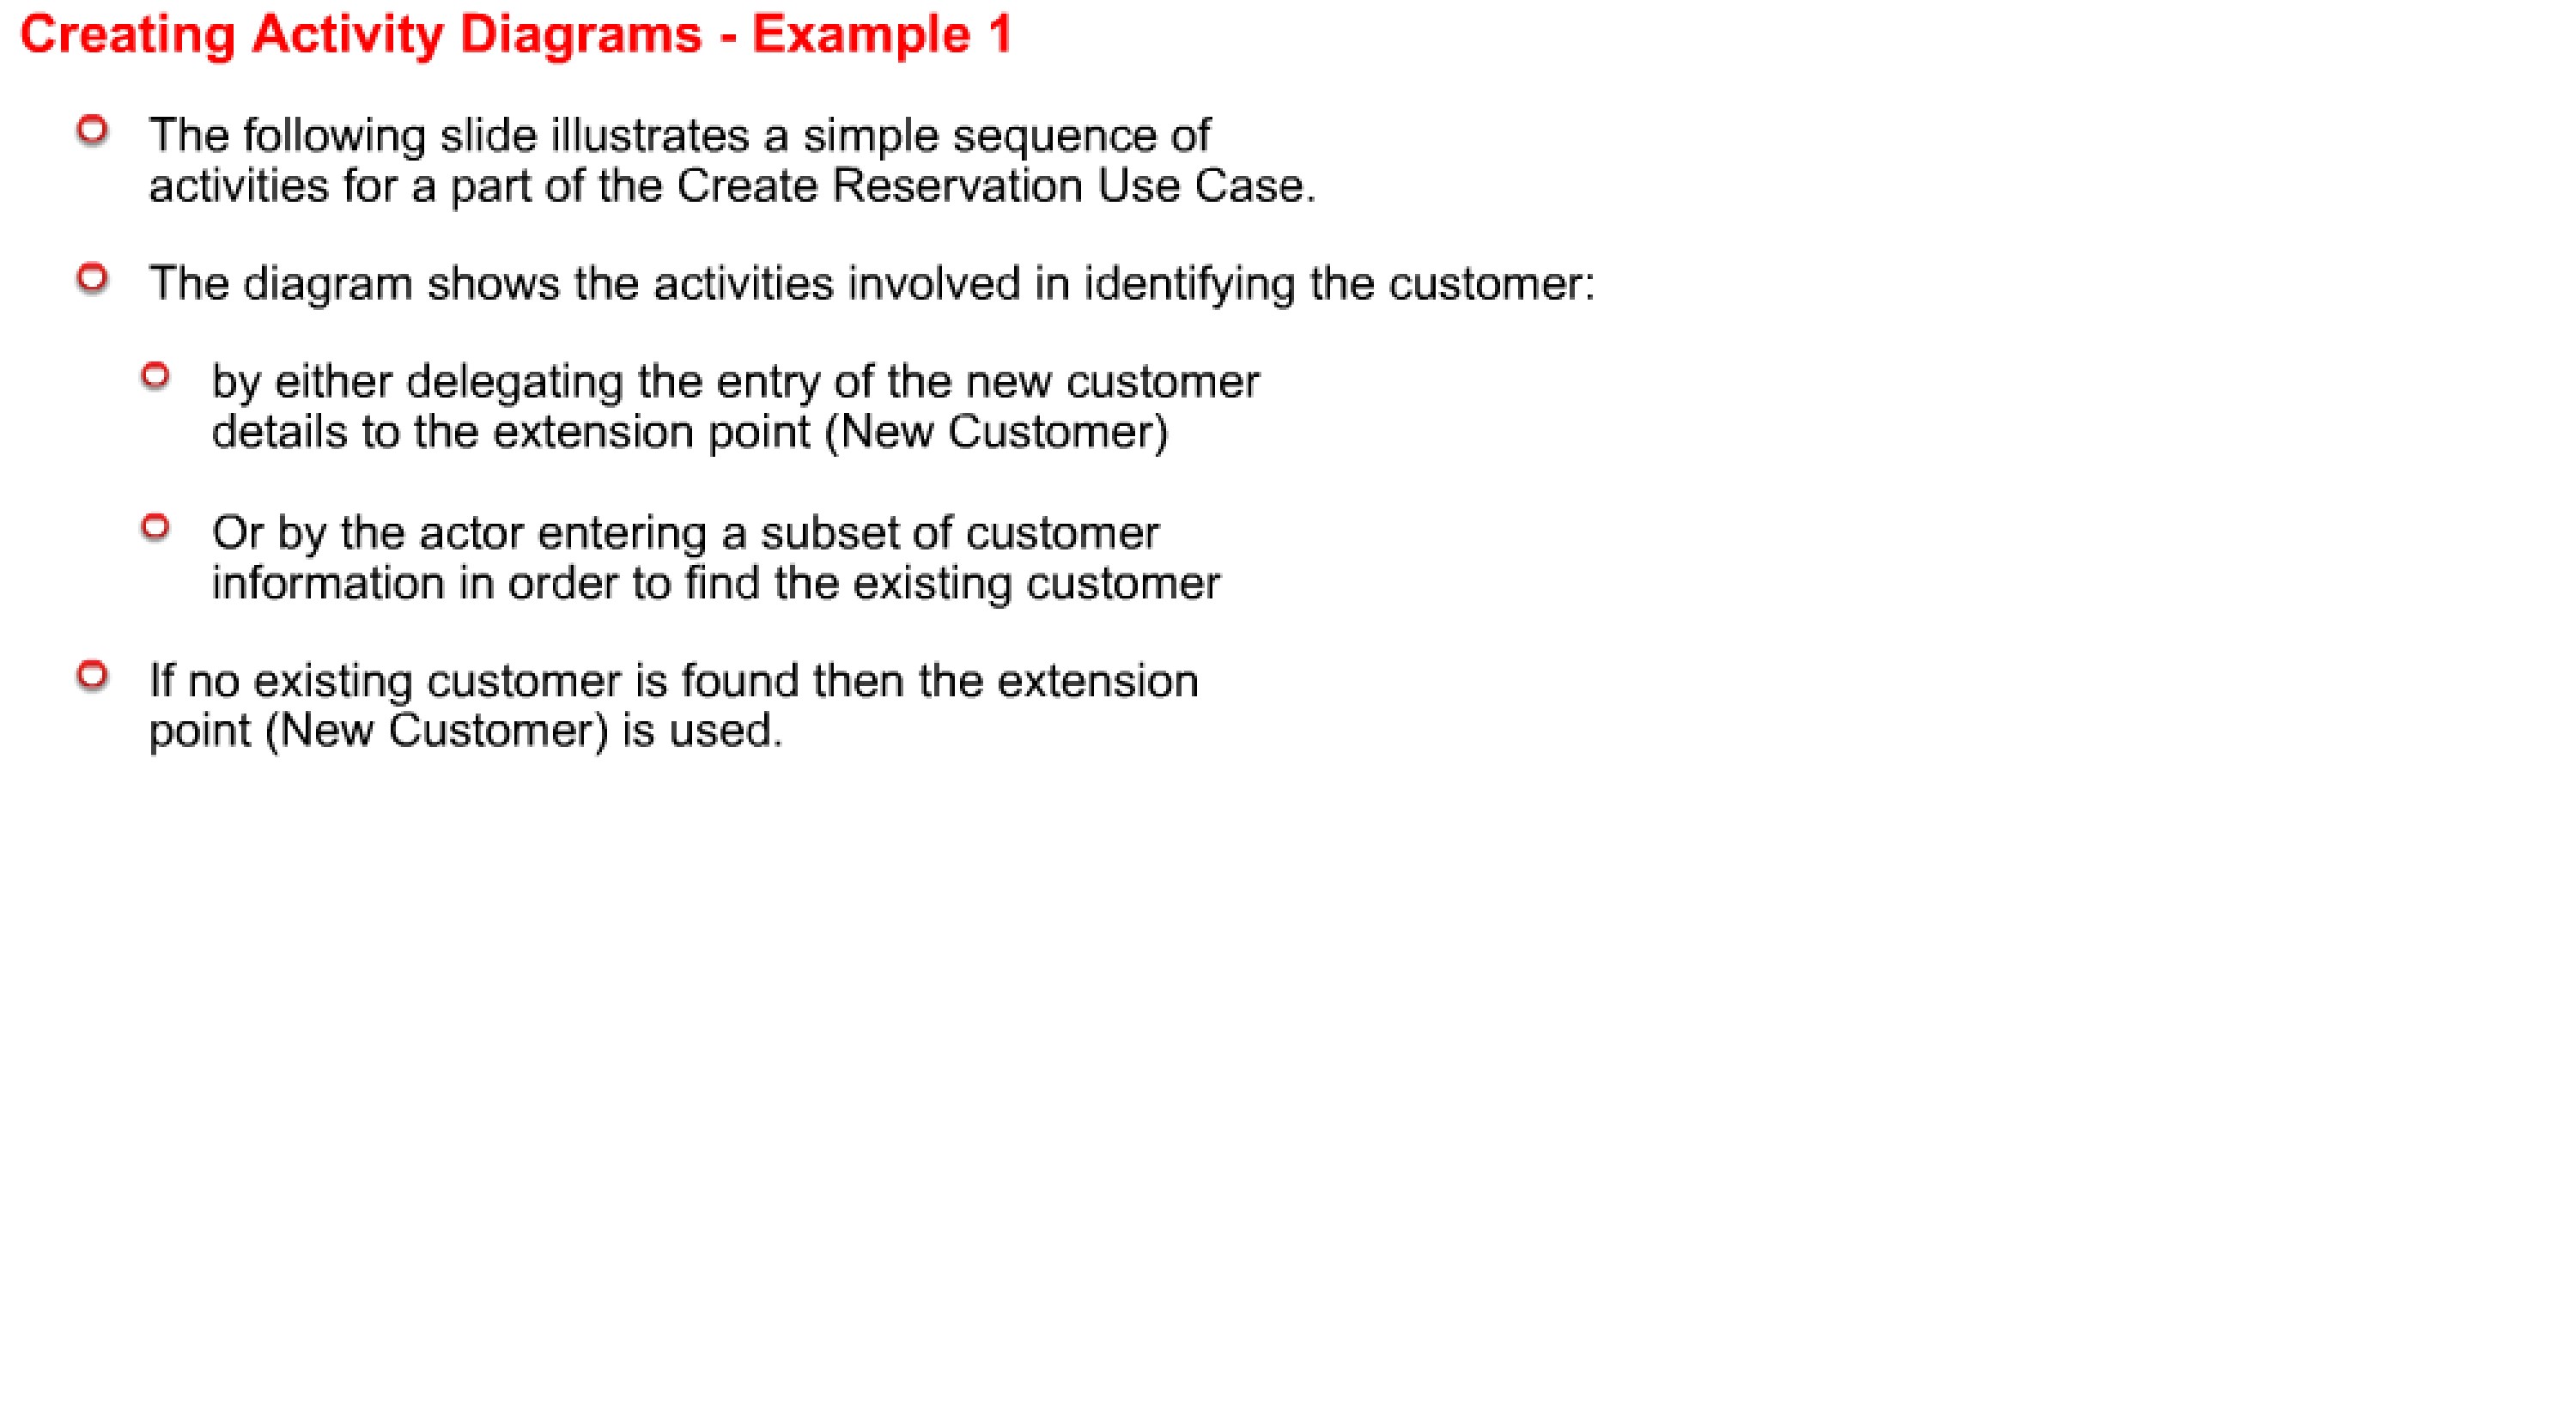 Creating Activity Diagrams - Example 1
The following slide illustrates a simple sequence of
activities for a part of the Create Reservation Use Case.
The diagram shows the activities involved in identifying the customer:
by either delegating the entry of the new customer
details to the extension point (New Customer)
Or by the actor entering a subset of customer
information in order to find the existing customer
If no existing customer is found then the extension
point (New Customer) is used.